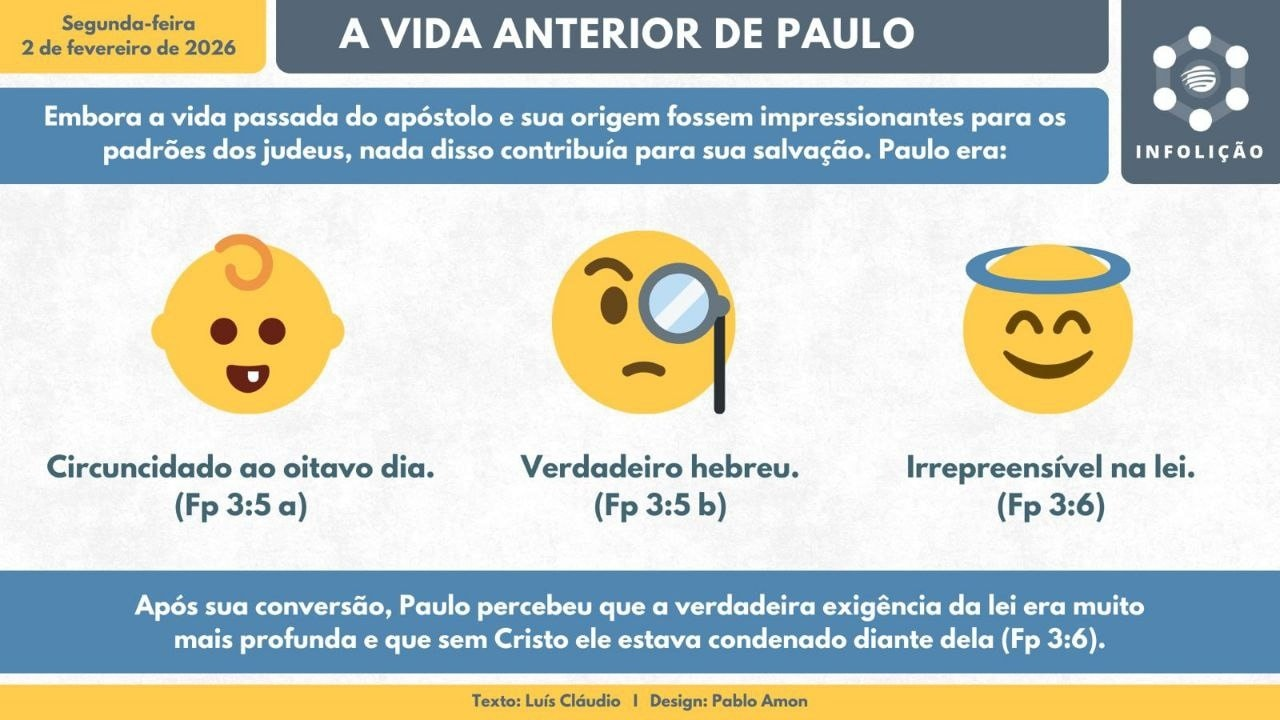 Segunda-feira
2 de fevereiro de 2026
A VIDA ANTERIOR DE PAULO
INFOLIÇÃO
Embora a vida passada do apóstolo e sua origem fossem impressionantes para os
padrões dos judeus, nada disso contribuía para sua salvação. Paulo era:
Circuncidado ao oitavo dia.
(Fp 3:5 a)
Verdadeiro hebreu.
(Fp 3:5 b)
Irrepreensível na lei.
(Fp 3:6)
Após sua conversão, Paulo percebeu que a verdadeira exigência da lei era muito
mais profunda e que sem Cristo ele estava condenado diante dela (Fp 3:6).
Texto: Luís Cláudio I Design: Pablo Amon